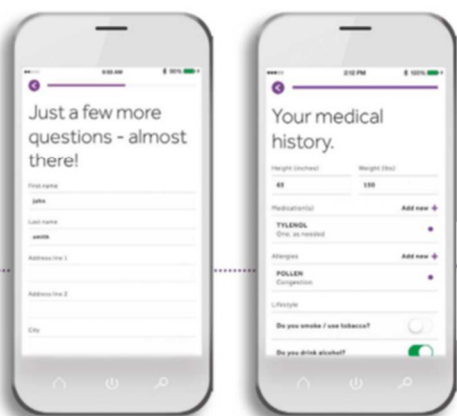 9:50 AM
50%
Just a few more
questions - almost
there!
First name
john
Last name
smith
Address line 1
Address line 2
City
2:12 PM
100%
Your medical
history.
Height (inches) Weight (lbs)
Medication(s) Add new +
TYLENOL
One, as needed
Allergies Add new +
POLLEN
Congestion
Lifestyle
Do you smoke / use tobacco?
Do you drink alcohol?